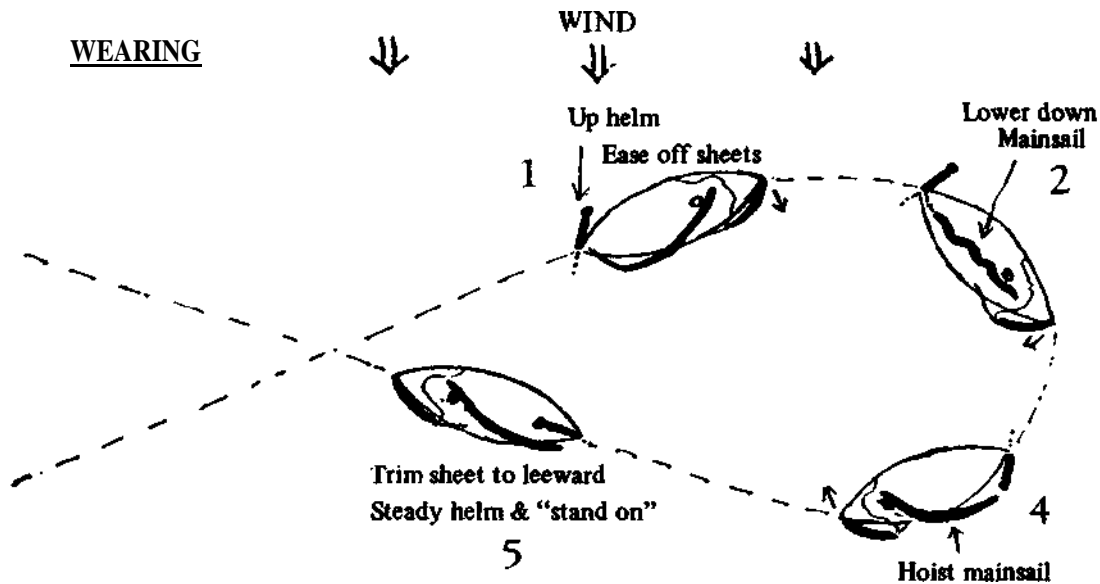 WEARING
WIND
Up helm
Ease off sheets
1
Lower down
Mainsail
2
Trim sheet to leeward
Steady helm & “stand on”
5
4
Hoist mainsail